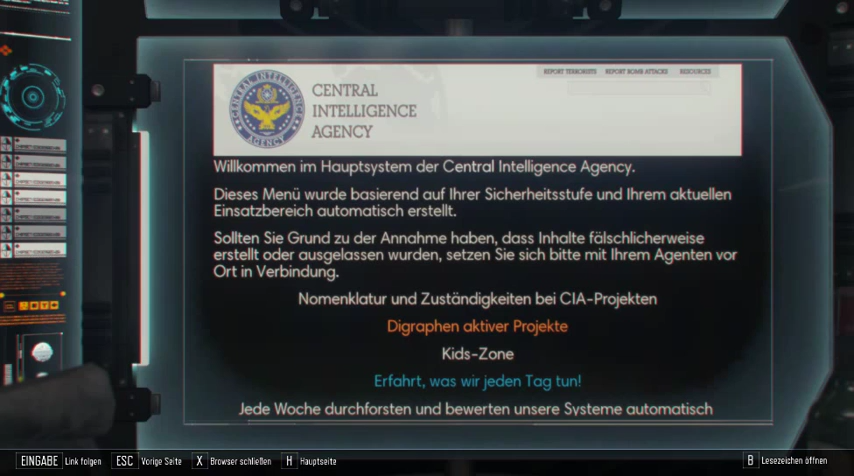 REPORT TERRORISTS REPORT BOMB ATTACKS RESOURCES
CENTRAL INTELLIGENCE AGENCY
CENTRAL
INTELLIGENCE
AGENCY
Willkommen im Hauptsystem der Central Intelligence Agency.
Dieses Menü wurde basierend auf Ihrer Sicherheitsstufe und Ihrem aktuellen
Einsatzbereich automatisch erstellt.
Sollten Sie Grund zu der Annahme haben, dass Inhalte fälschlicherweise
erstellt oder ausgelassen wurden, setzen Sie sich bitte mit Ihrem Agenten vor
Ort in Verbindung.
Nomenklatur und Zuständigkeiten bei CIA-Projekten
Digraphen aktiver Projekte
Kids-Zone
Erfahrt, was wir jeden Tag tun!
Jede Woche durchforsten und bewerten unsere Systeme automatisch
EINGABE Link folgen ESC Vorige Seite X Browser schließen H Hauptseite B Lesezeichen öffnen